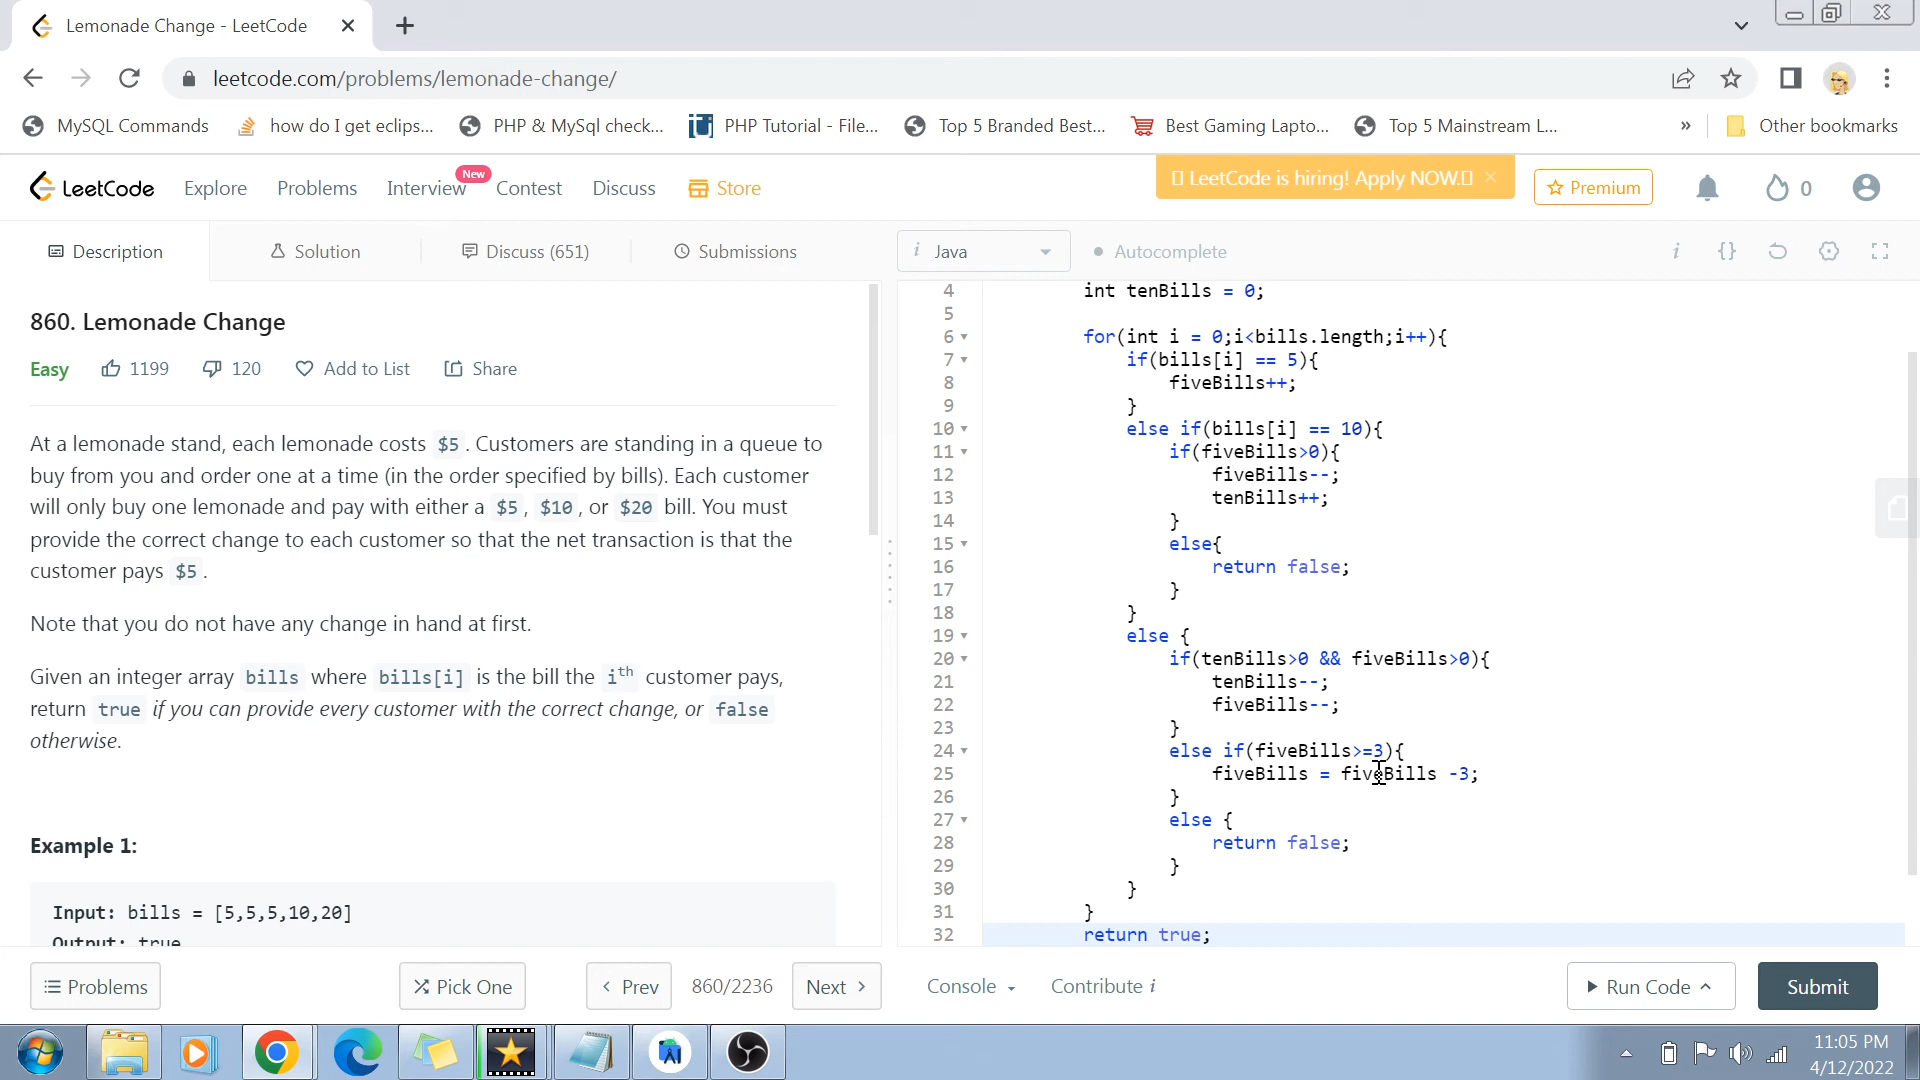 Lemonade Change - LeetCode
leetcode.com/problems/lemonade-change/
MySQL Commands
how do I get eclips...
PHP & MySql check...
PHP Tutorial - File...
Top 5 Branded Best...
Best Gaming Lapto...
Top 5 Mainstream L...
»
Other bookmarks
LeetCode
Explore
Problems
Interview
New
Contest
Discuss
Store
LeetCode is hiring! Apply NOW.
Premium
0
Description
Solution
Discuss (651)
Submissions
i Java
Autocomplete
i
{}
860. Lemonade Change
Easy
1199
120
Add to List
Share
At a lemonade stand, each lemonade costs $5. Customers are standing in a queue to
buy from you and order one at a time (in the order specified by bills). Each customer
will only buy one lemonade and pay with either a $5, $10, or $20 bill. You must
provide the correct change to each customer so that the net transaction is that the
customer pays $5.
Note that you do not have any change in hand at first.
Given an integer array bills where bills[i] is the bill the ith customer pays,
return true if you can provide every customer with the correct change, or false
otherwise.
Example 1:
Input: bills = [5,5,5,10,20]
Output: true
4 int tenBills = 0;
5
6 for(int i = 0;i<bills.length;i++){
7 if(bills[i] == 5){
8 fiveBills++;
9 }
10 else if(bills[i] == 10){
11 if(fiveBills>0){
12 fiveBills--;
13 tenBills++;
14 }
15 else{
16 return false;
17 }
18 }
19 else {
20 if(tenBills>0 && fiveBills>0){
21 tenBills--;
22 fiveBills--;
23 }
24 else if(fiveBills>=3){
25 fiveBills = fiveBills -3;
26 }
27 else {
28 return false;
29 }
30 }
31 }
32 return true;
Problems
Pick One
Prev
860/2236
Next
Console
Contribute i
Run Code
Submit
11:05 PM
4/12/2022